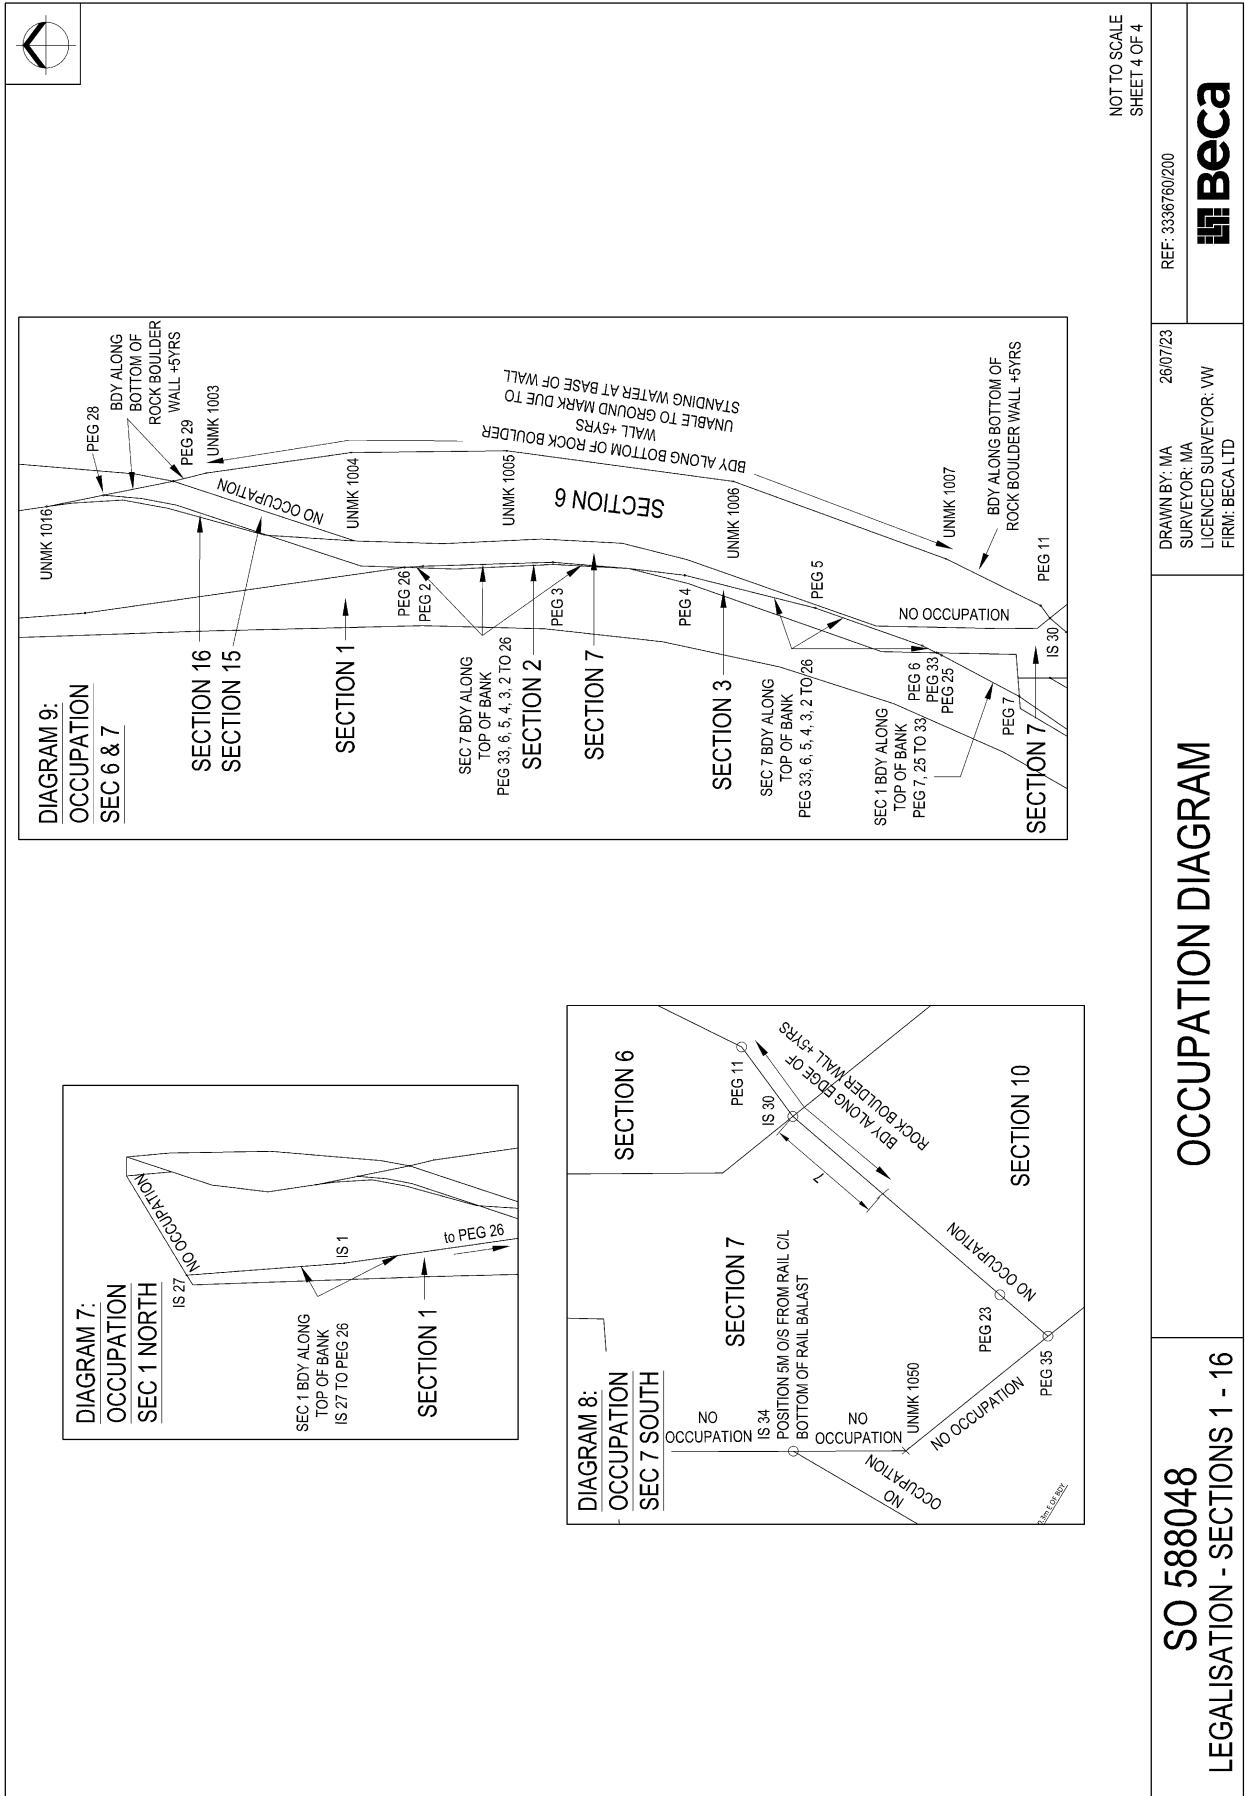 DIAGRAM 7:
OCCUPATION
SEC 1 NORTH
IS 27
NO OCCUPATION
IS 1
to PEG 26
SEC 1 BDY ALONG
TOP OF BANK
IS 27 TO PEG 26
SECTION 1
DIAGRAM 8:
OCCUPATION
SEC 7 SOUTH
SECTION 6
PEG 11
IS 30
BDY ALONG EDGE OF
ROCK BOULDER WALL +5YRS
7
SECTION 7
SECTION 10
NO
OCCUPATION
IS 34
POSITION 5M O/S FROM RAIL C/L
BOTTOM OF RAIL BALAST
NO
OCCUPATION
UNMK 1050
NO OCCUPATION
PEG 23
NO OCCUPATION
PEG 35
NO
OCCUPATION
0.3m E OF BDY
DIAGRAM 9:
OCCUPATION
SEC 6 & 7
UNMK 1016
PEG 28
BDY ALONG
BOTTOM OF
ROCK BOULDER
WALL +5YRS
PEG 29
UNMK 1003
NO OCCUPATION
SECTION 16
SECTION 15
SECTION 1
UNMK 1004
PEG 26
PEG 2
SEC 7 BDY ALONG
TOP OF BANK
PEG 33, 6, 5, 4, 3, 2 TO 26
SECTION 2
UNMK 1005
PEG 3
SECTION 7
SECTION 6
BDY ALONG BOTTOM OF ROCK BOULDER
WALL +5YRS
UNABLE TO GROUND MARK DUE TO
STANDING WATER AT BASE OF WALL
PEG 4
UNMK 1006
SECTION 3
SEC 7 BDY ALONG
TOP OF BANK
PEG 33, 6, 5, 4, 3, 2 TO 26
PEG 5
SEC 1 BDY ALONG
TOP OF BANK
PEG 7, 25 TO 33
PEG 6
PEG 33
PEG 25
UNMK 1007
NO OCCUPATION
BDY ALONG BOTTOM OF
ROCK BOULDER WALL +5YRS
PEG 7
PEG 11
IS 30
SECTION 7
NOT TO SCALE
SHEET 4 OF 4
SO 588048
LEGALISATION - SECTIONS 1 - 16
OCCUPATION DIAGRAM
DRAWN BY: MA 26/07/23
SURVEYOR: MA
LICENCED SURVEYOR: VW
FIRM: BECA LTD
REF: 3336760/200
Beca